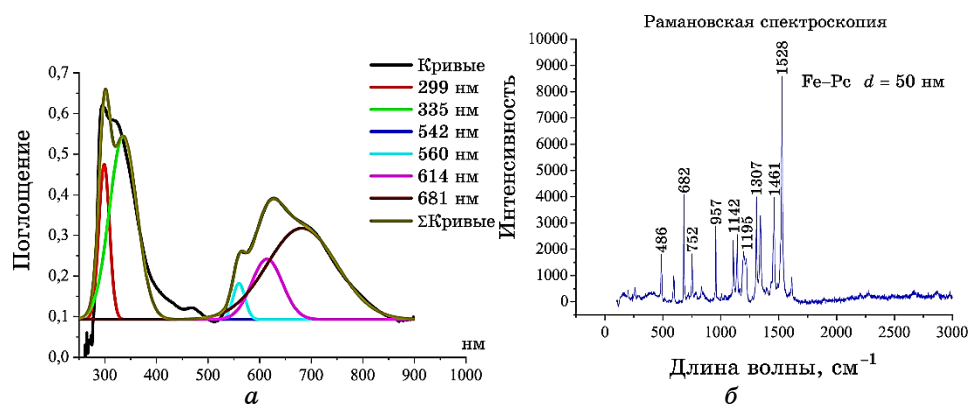 Поглощение
0,7
0,6
0,5
0,4
0,3
0,2
0,1
0,0
300 400 500 600 700 800 900 1000
нм
Кривые
299 нм
335 нм
542 нм
560 нм
614 нм
681 нм
ΣКривые
а
Рамановская спектроскопия
Интенсивность
10000
9000
8000
7000
6000
5000
4000
3000
2000
1000
0
Fe–Pc d = 50 нм
486
682
752
957
1142
1195
1307
1461
1528
0 500 1000 1500 2000 2500 3000
Длина волны, см⁻¹
б